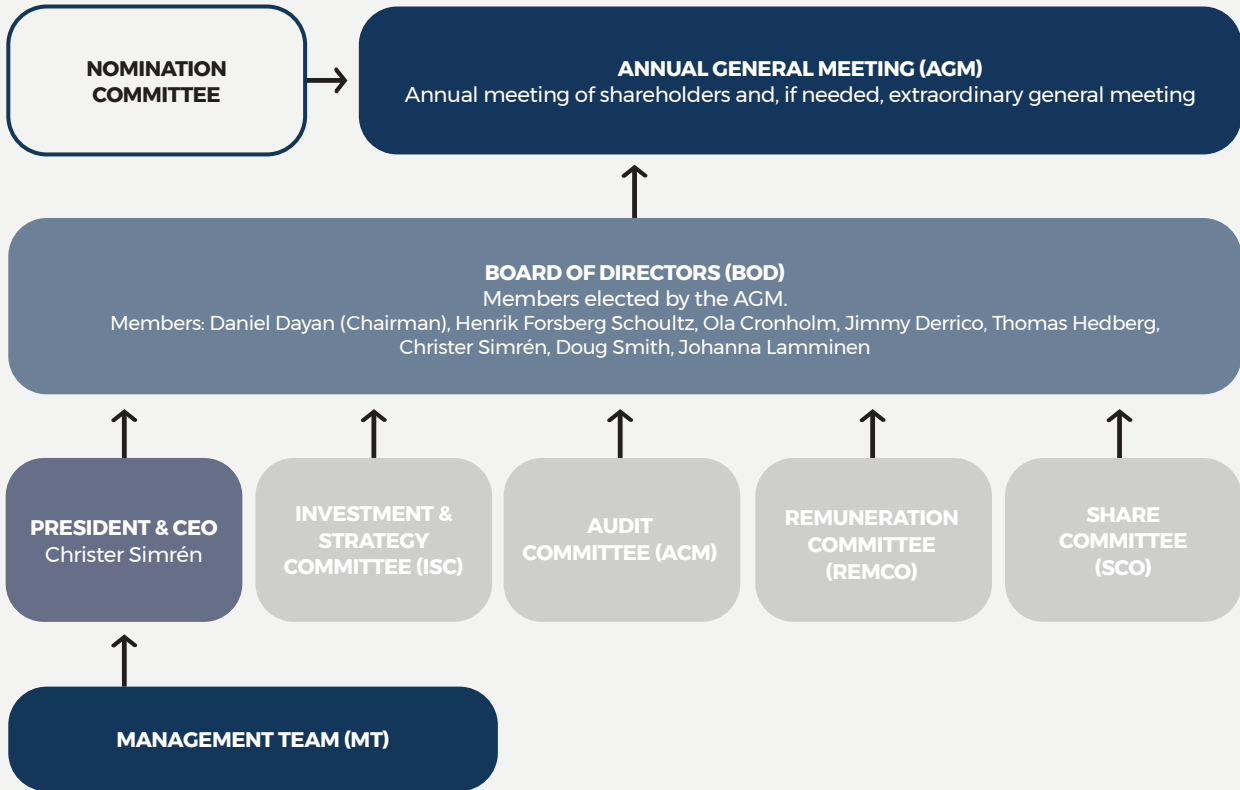 NOMINATION
COMMITTEE
ANNUAL GENERAL MEETING (AGM)
Annual meeting of shareholders and, if needed, extraordinary general meeting
BOARD OF DIRECTORS (BOD)
Members elected by the AGM.
Members: Daniel Dayan (Chairman), Henrik Forsberg Schoultz, Ola Cronholm, Jimmy Derrico, Thomas Hedberg,
Christer Simrén, Doug Smith, Johanna Lamminen
PRESIDENT & CEO
Christer Simrén
INVESTMENT &
STRATEGY
COMMITTEE (ISC)
AUDIT
COMMITTEE (ACM)
REMUNERATION
COMMITTEE
(REMCO)
SHARE
COMMITTEE
(SCO)
MANAGEMENT TEAM (MT)